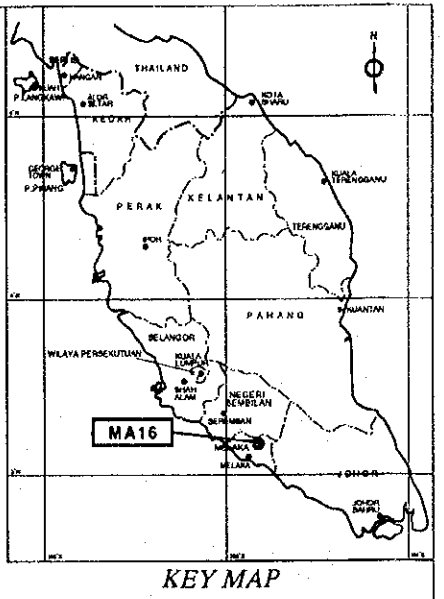 N
THAILAND
KANGAR
P. LANGKAWI
ALOR
SETAR
KEDAH
KOTA
BHARU
GEORGE
TOWN
P. PINANG
KUALA
TERENGGANU
PERAK
KELANTAN
TERENGGANU
IPOH
PAHANG
KUANTAN
SELANGOR
WILAYA PERSEKUTUAN
KUALA
LUMPUR
SHAH
ALAM
NEGERI
SEMBILAN
SEREMBAN
MA16
MELAKA
MELAKA
JOHOR
JOHOR
BAHRU
KEY MAP